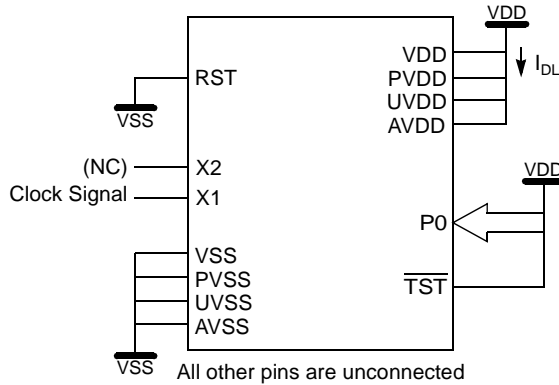 VDD
VDD
I_DL
RST
PVDD
UVDD
VSS
AVDD
(NC)
X2
VDD
Clock Signal
X1
P0
VSS
PVSS
TST
UVSS
AVSS
VSS
All other pins are unconnected